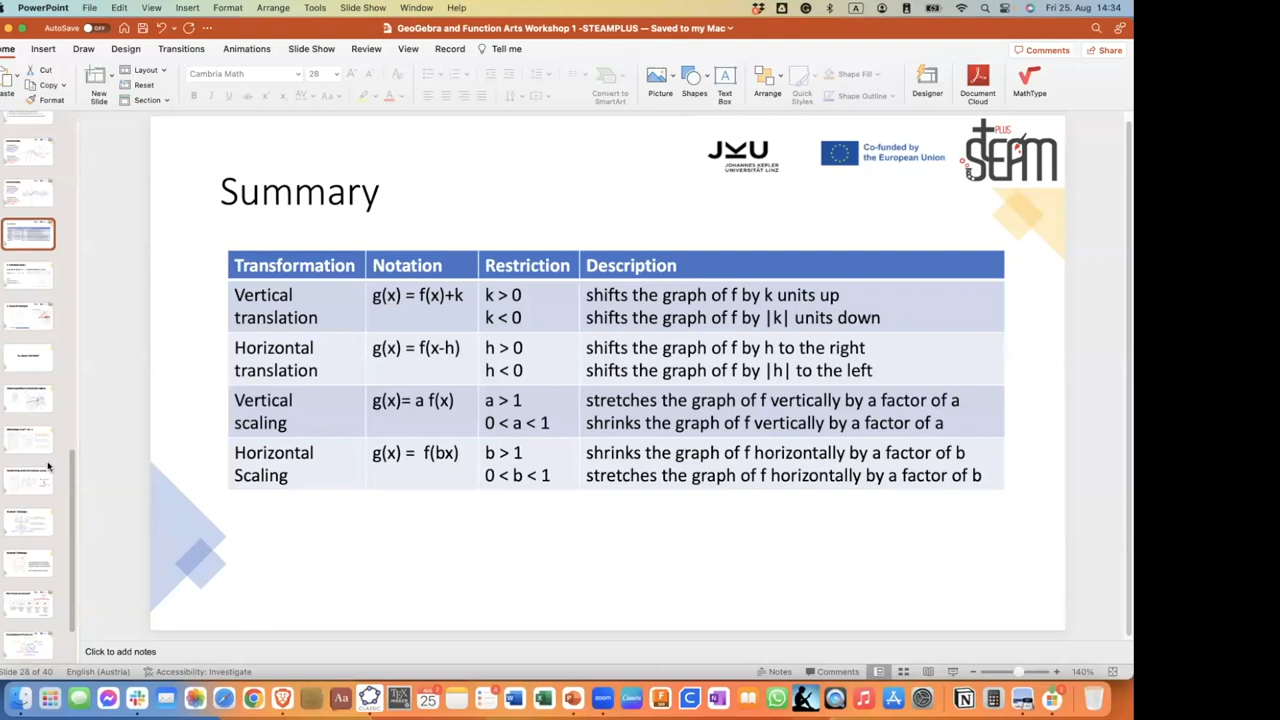 PowerPoint File Edit View Insert Format Arrange Tools Slide Show Window Help Fri 25. Aug 14:34
AutoSave OFF GeoGebra and Function Arts Workshop 1 -STEAMPLUS — Saved to my Mac
ome Insert Draw Design Transitions Animations Slide Show Review View Record Tell me Comments Share
aste Cut Copy Format
New Slide
Layout
Reset
Section
Cambria Math 28
Convert to SmartArt
Picture
Shapes
Text Box
Arrange
Quick Styles
Shape Fill
Shape Outline
Designer
Document Cloud
MathType
JKU
JOHANNES KEPLER
UNIVERSITÄT LINZ
Co-funded by
the European Union
PLUS
STEAM
Summary
Transformation Notation Restriction Description
Vertical translation g(x) = f(x)+k k > 0 shifts the graph of f by k units up
k < 0 shifts the graph of f by |k| units down
Horizontal translation g(x) = f(x-h) h > 0 shifts the graph of f by h to the right
h < 0 shifts the graph of f by |h| to the left
Vertical scaling g(x)= a f(x) a > 1 stretches the graph of f vertically by a factor of a
0 < a < 1 shrinks the graph of f vertically by a factor of a
Horizontal Scaling g(x) = f(bx) b > 1 shrinks the graph of f horizontally by a factor of b
0 < b < 1 stretches the graph of f horizontally by a factor of b
Click to add notes
Slide 28 of 40 English (Austria) Accessibility: Investigate Notes Comments 140%